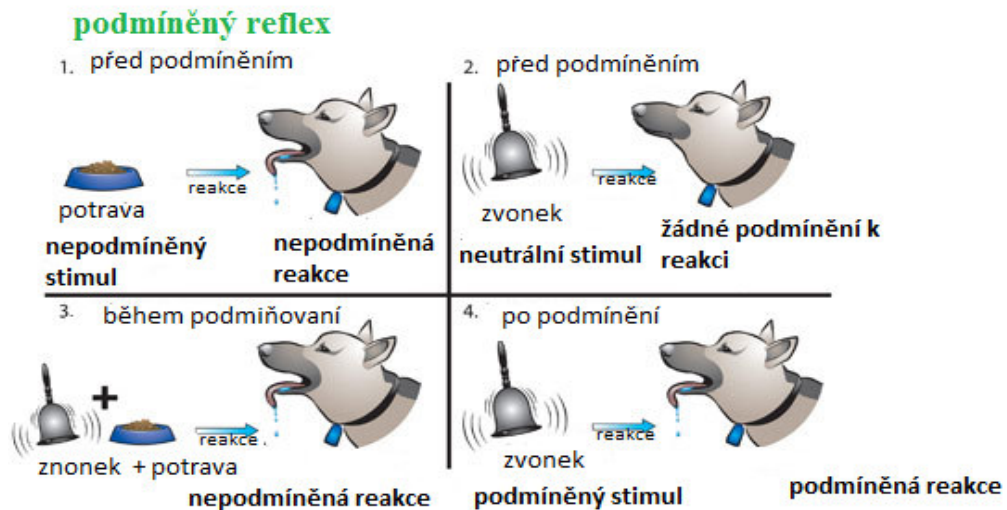 podmíněný reflex
1. před podmíněním
reakce
potrava
nepodmíněný
stimul
nepodmíněná
reakce
2. před podmíněním
reakce
zvonek
neutrální stimul
žádné podmínění k
reakci
3. během podmiňovaní
+
reakce
znonek + potrava
nepodmíněná reakce
4. po podmínění
reakce
zvonek
podmíněný stimul
podmíněná reakce